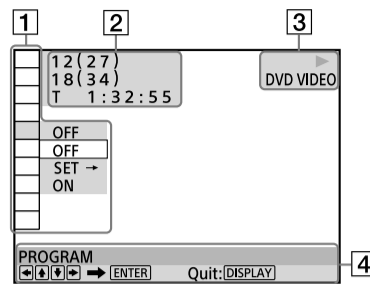 1 2 3
12(27)
18(34)
T 1:32:55
DVD VIDEO
OFF
OFF
SET →
ON
PROGRAM
← ↑ ↓ → ➡ ENTER Quit: DISPLAY
4